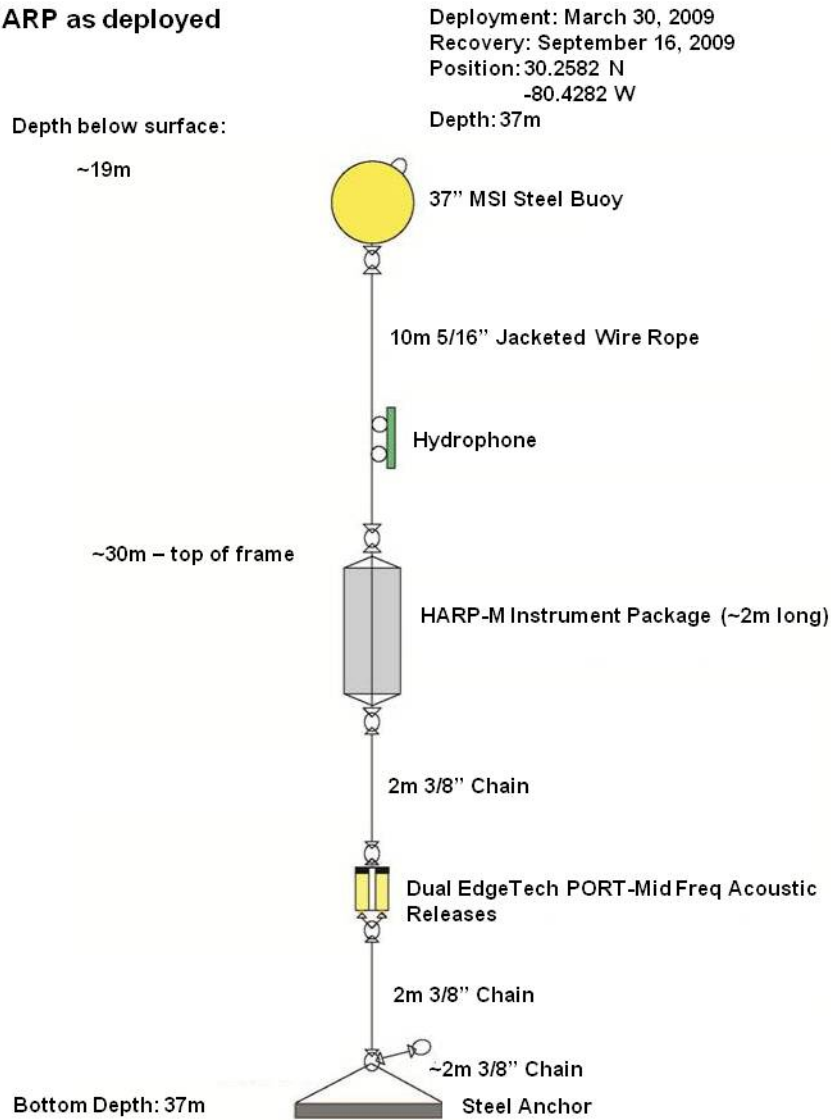 ARP as deployed
Deployment: March 30, 2009
Recovery: September 16, 2009
Position: 30.2582 N
-80.4282 W
Depth: 37m
Depth below surface:
~19m
37” MSI Steel Buoy
10m 5/16” Jacketed Wire Rope
Hydrophone
~30m – top of frame
HARP-M Instrument Package (~2m long)
2m 3/8” Chain
Dual EdgeTech PORT-Mid Freq Acoustic
Releases
2m 3/8” Chain
~2m 3/8” Chain
Bottom Depth: 37m
Steel Anchor